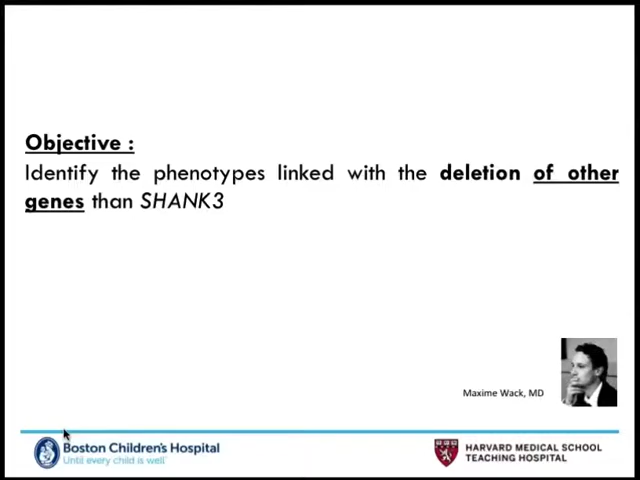 Objective :
Identify the phenotypes linked with the deletion of other
genes than SHANK3
Maxime Wack, MD
Boston Children's Hospital
Until every child is well
HARVARD MEDICAL SCHOOL
TEACHING HOSPITAL